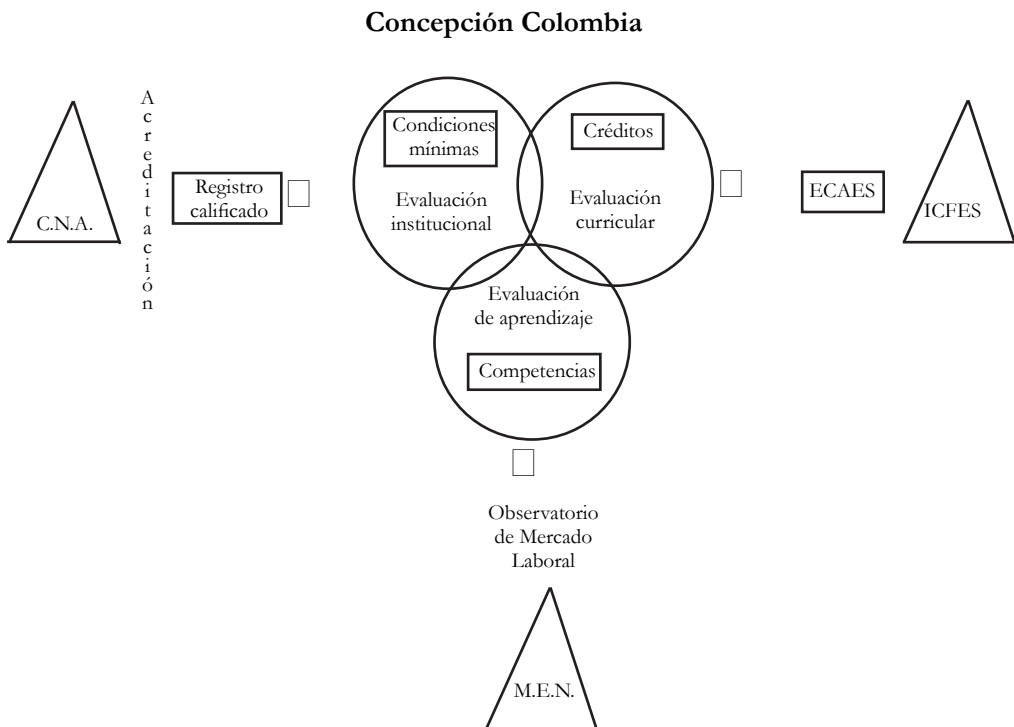 Concepción Colombia
Acreditación
C.N.A.
Registro
calificado
Condiciones
mínimas
Evaluación
institucional
Créditos
Evaluación
curricular
ECAES
ICFES
Evaluación
de aprendizaje
Competencias
Observatorio
de Mercado
Laboral
M.E.N.